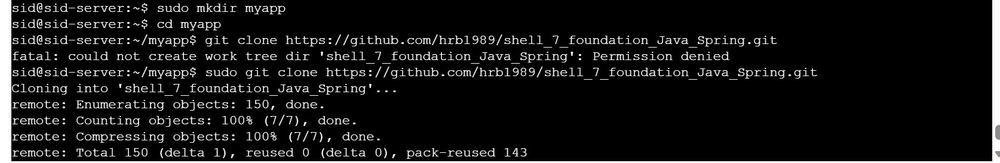 sid@sid-server:~$ sudo mkdir myapp
sid@sid-server:~$ cd myapp
sid@sid-server:~/myapp$ git clone https://github.com/hrb1989/shell_7_foundation_Java_Spring.git
fatal: could not create work tree dir 'shell_7_foundation_Java_Spring': Permission denied
sid@sid-server:~/myapp$ sudo git clone https://github.com/hrb1989/shell_7_foundation_Java_Spring.git
Cloning into 'shell_7_foundation_Java_Spring'...
remote: Enumerating objects: 150, done.
remote: Counting objects: 100% (7/7), done.
remote: Compressing objects: 100% (7/7), done.
remote: Total 150 (delta 1), reused 0 (delta 0), pack-reused 143